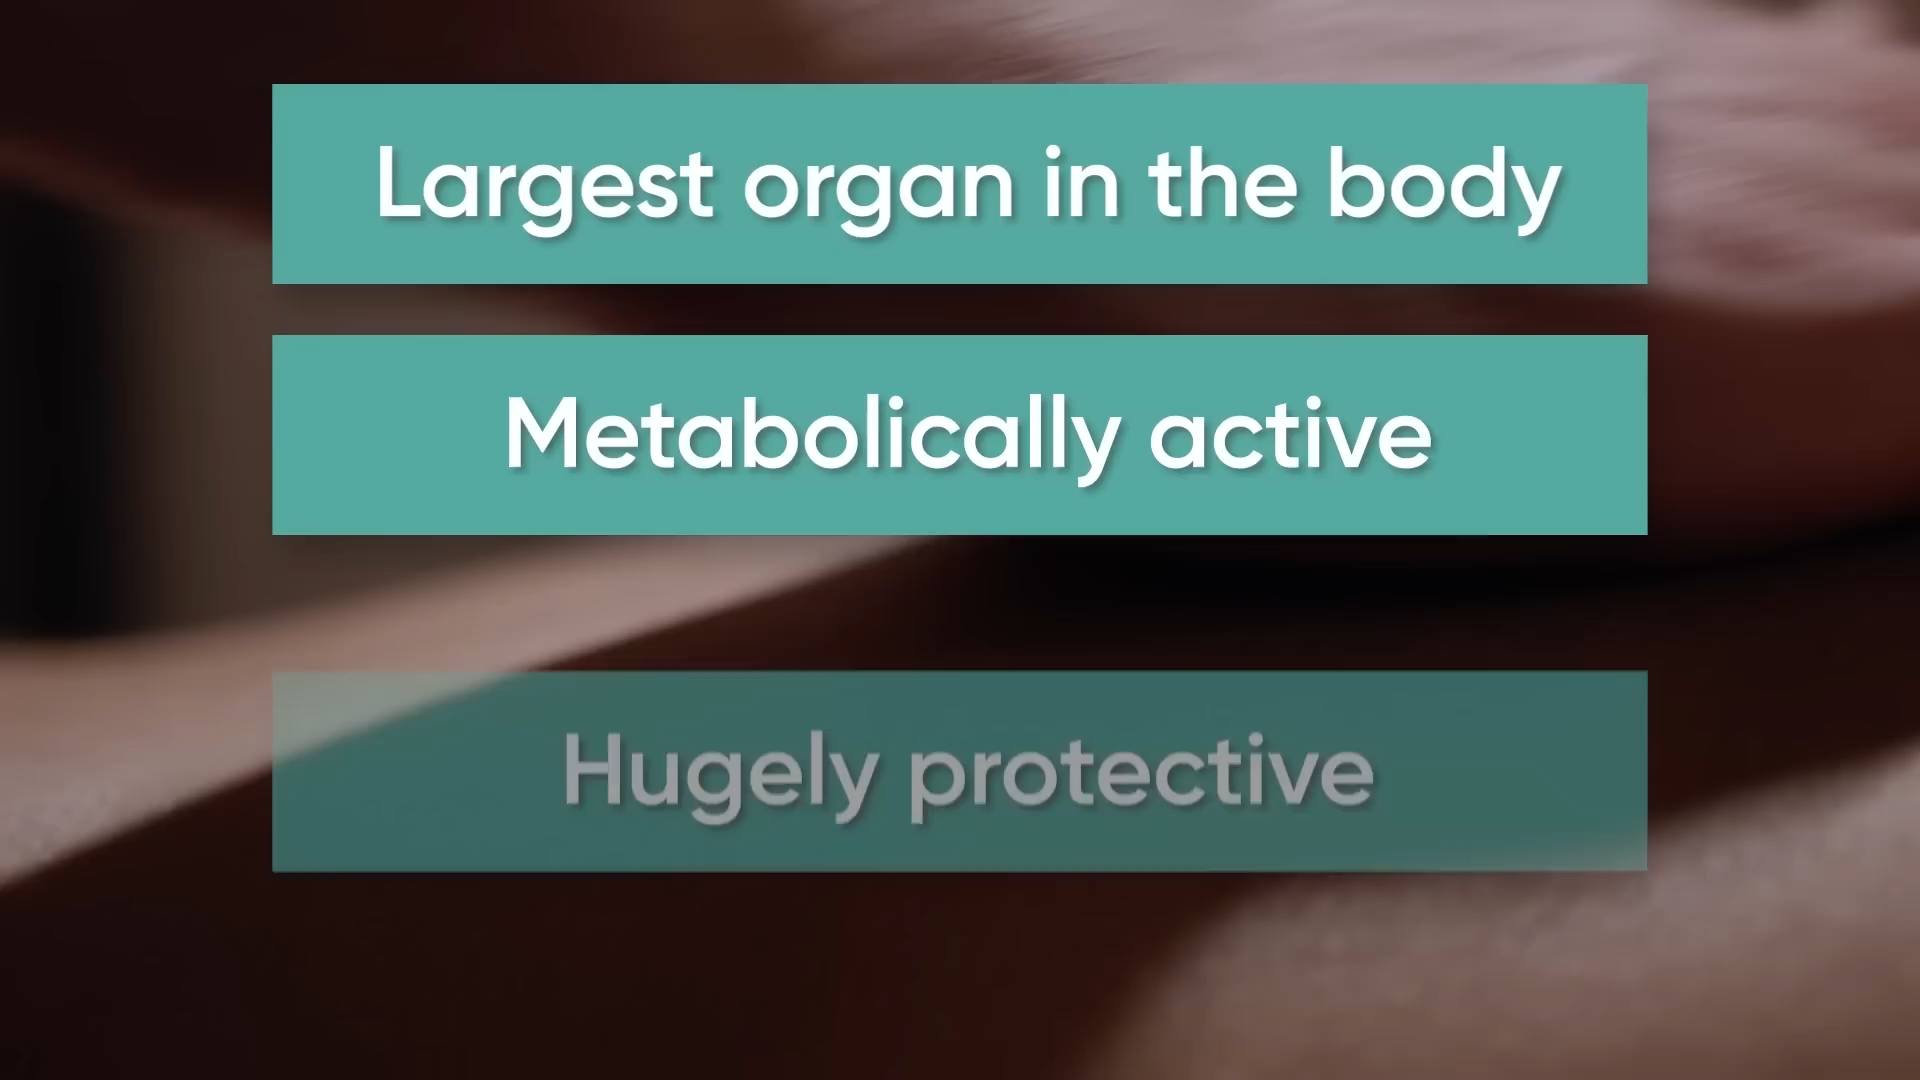 Largest organ in the body
Metabolically active
Hugely protective